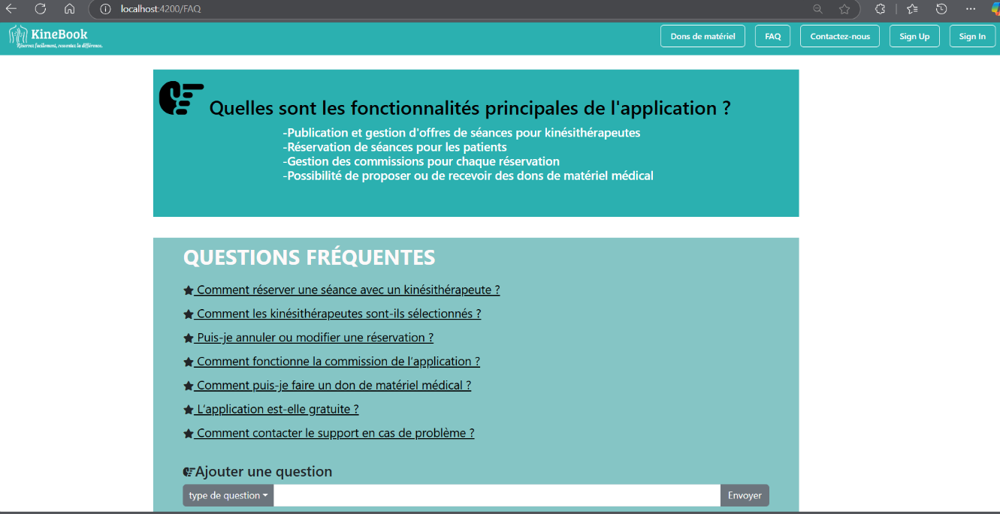 localhost:4200/FAQ
KineBook
Réservez facilement, ressentez la différence.
Dons de matériel
FAQ
Contactez-nous
Sign Up
Sign In
Quelles sont les fonctionnalités principales de l'application ?
-Publication et gestion d'offres de séances pour kinésithérapeutes
-Réservation de séances pour les patients
-Gestion des commissions pour chaque réservation
-Possibilité de proposer ou de recevoir des dons de matériel médical
QUESTIONS FRÉQUENTES
Comment réserver une séance avec un kinésithérapeute ?
Comment les kinésithérapeutes sont-ils sélectionnés ?
Puis-je annuler ou modifier une réservation ?
Comment fonctionne la commission de l’application ?
Comment puis-je faire un don de matériel médical ?
L’application est-elle gratuite ?
Comment contacter le support en cas de problème ?
Ajouter une question
type de question
Envoyer